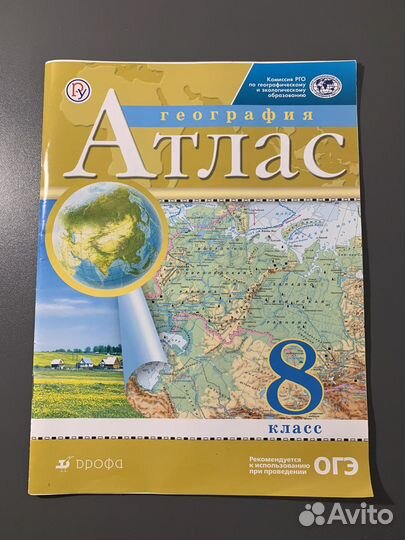 Комиссия РГО
по географическому
и экологическому
образованию
география
Атлас
8
класс
дрофа
Рекомендуется
к использованию
при проведении
ОГЭ
Avito